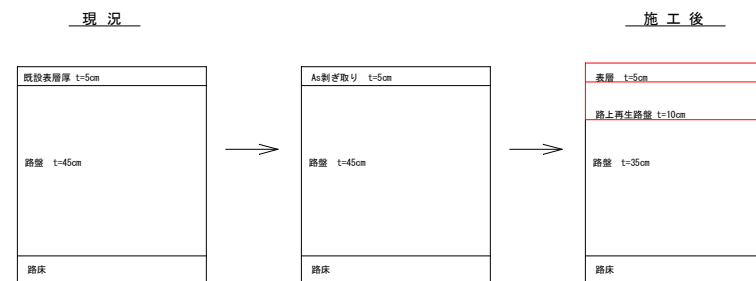 現 況
既設表層厚 t=5cm
路盤 t=45cm
路床
As剥ぎ取り t=5cm
路盤 t=45cm
路床
施 工 後
表層 t=5cm
路上再生路盤 t=10cm
路盤 t=35cm
路床